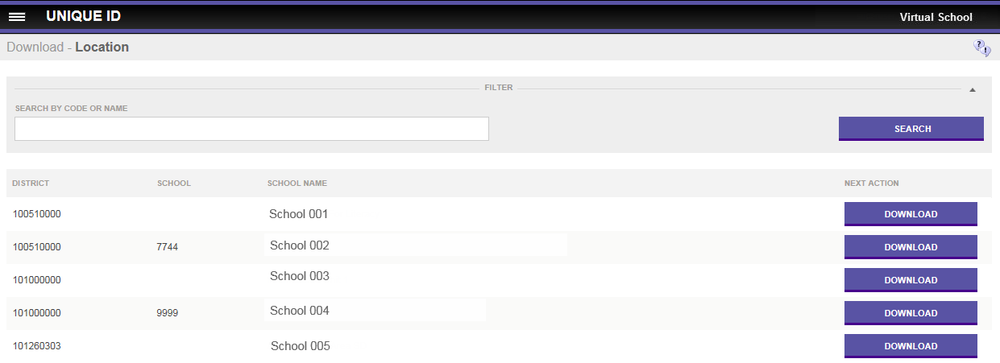 UNIQUE ID Virtual School
Download - Location
? !
FILTER
SEARCH BY CODE OR NAME
SEARCH
DISTRICT SCHOOL SCHOOL NAME NEXT ACTION
100510000 School 001 DOWNLOAD
100510000 7744 School 002 DOWNLOAD
101000000 School 003 DOWNLOAD
101000000 9999 School 004 DOWNLOAD
101260303 School 005 DOWNLOAD